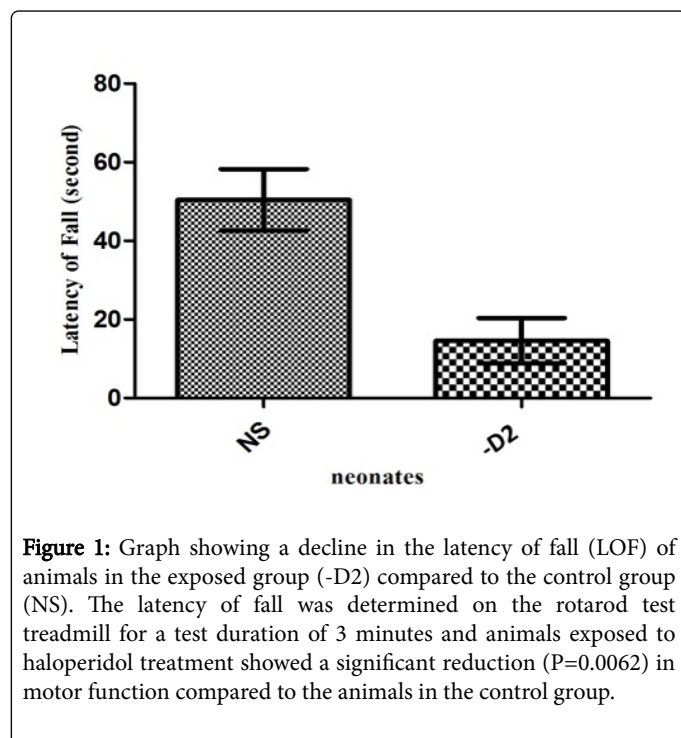 80
60
40
20
0
Latency of Fall (second)
NS
-D2
neonates
Figure 1: Graph showing a decline in the latency of fall (LOF) of
animals in the exposed group (-D2) compared to the control group
(NS). The latency of fall was determined on the rotarod test
treadmill for a test duration of 3 minutes and animals exposed to
haloperidol treatment showed a significant reduction (P=0.0062) in
motor function compared to the animals in the control group.